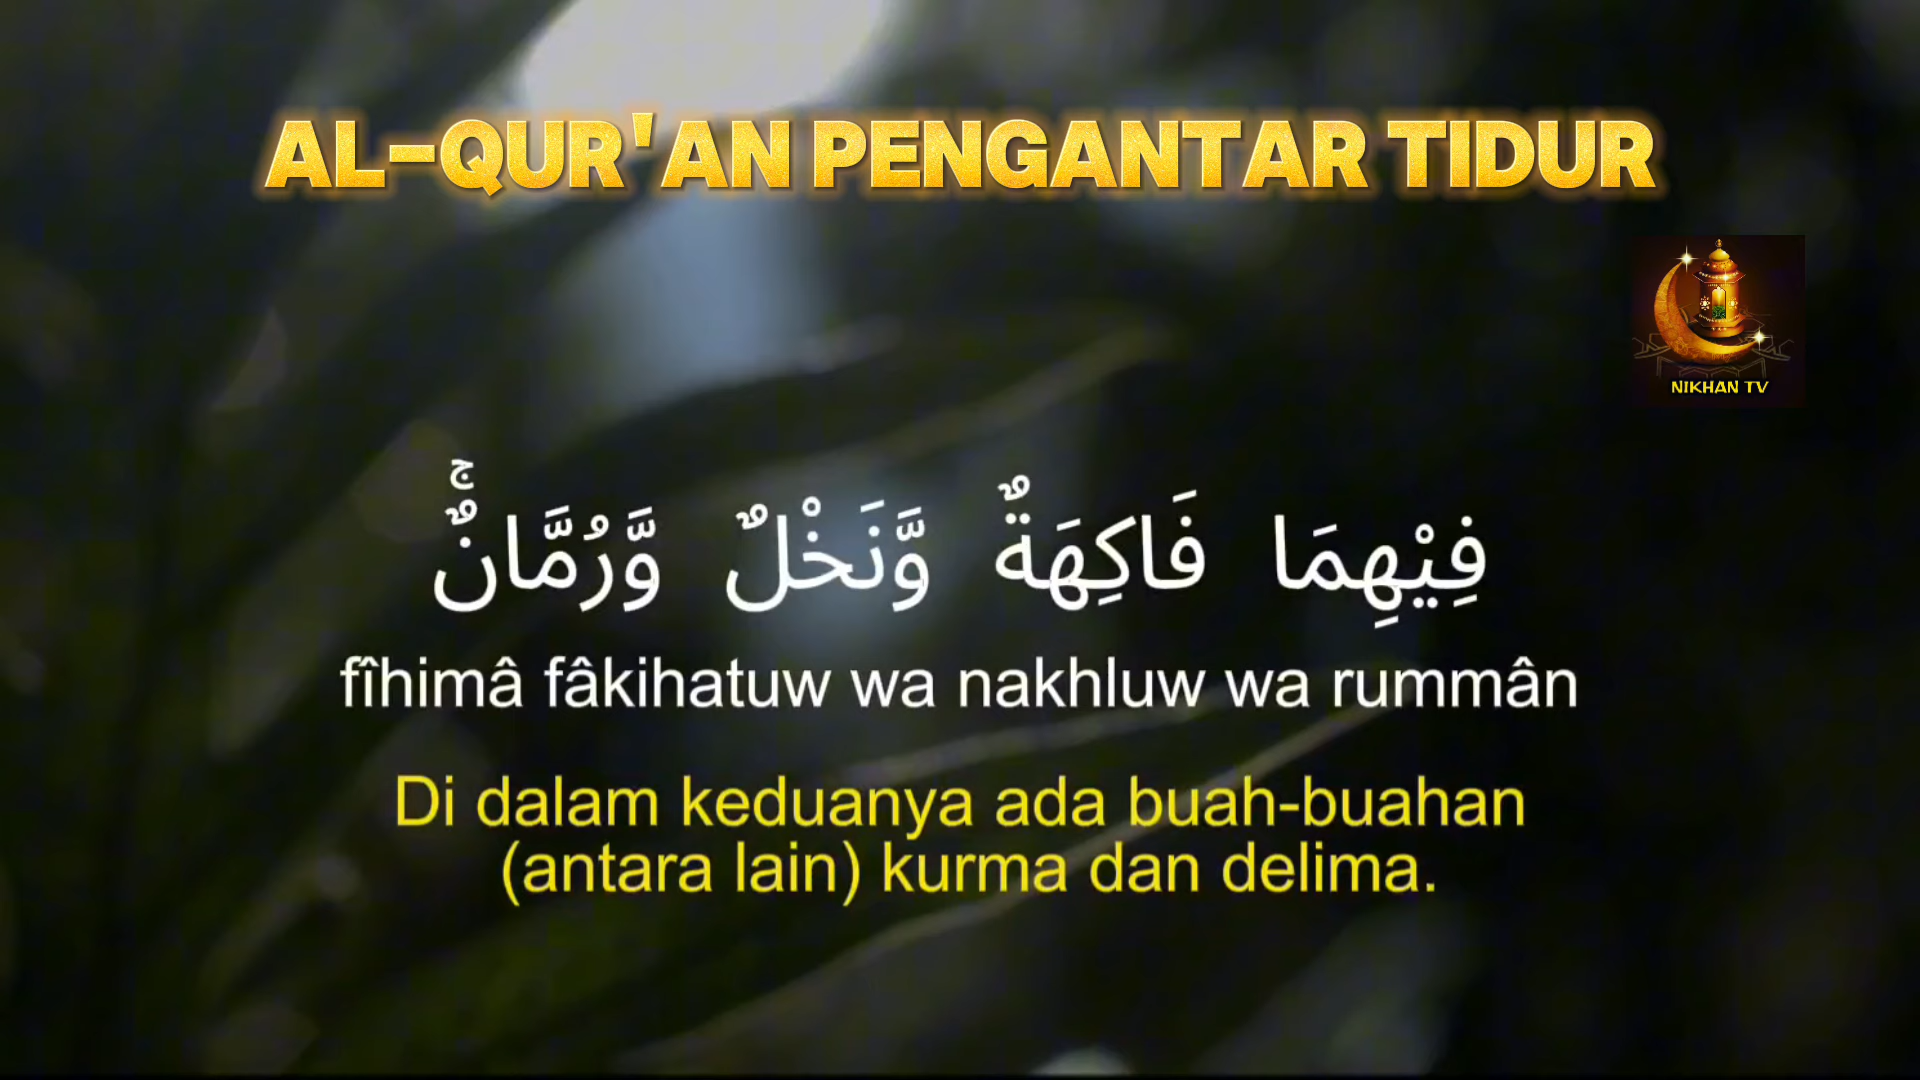 AL-QUR'AN PENGANTAR TIDUR
NIKHAN TV
فِيْهِمَا فَاكِهَةٌ وَّنَخْلٌ وَّرُمَّانٌۚ
fîhimâ fâkihatuw wa nakhluw wa rummân
Di dalam keduanya ada buah-buahan
(antara lain) kurma dan delima.